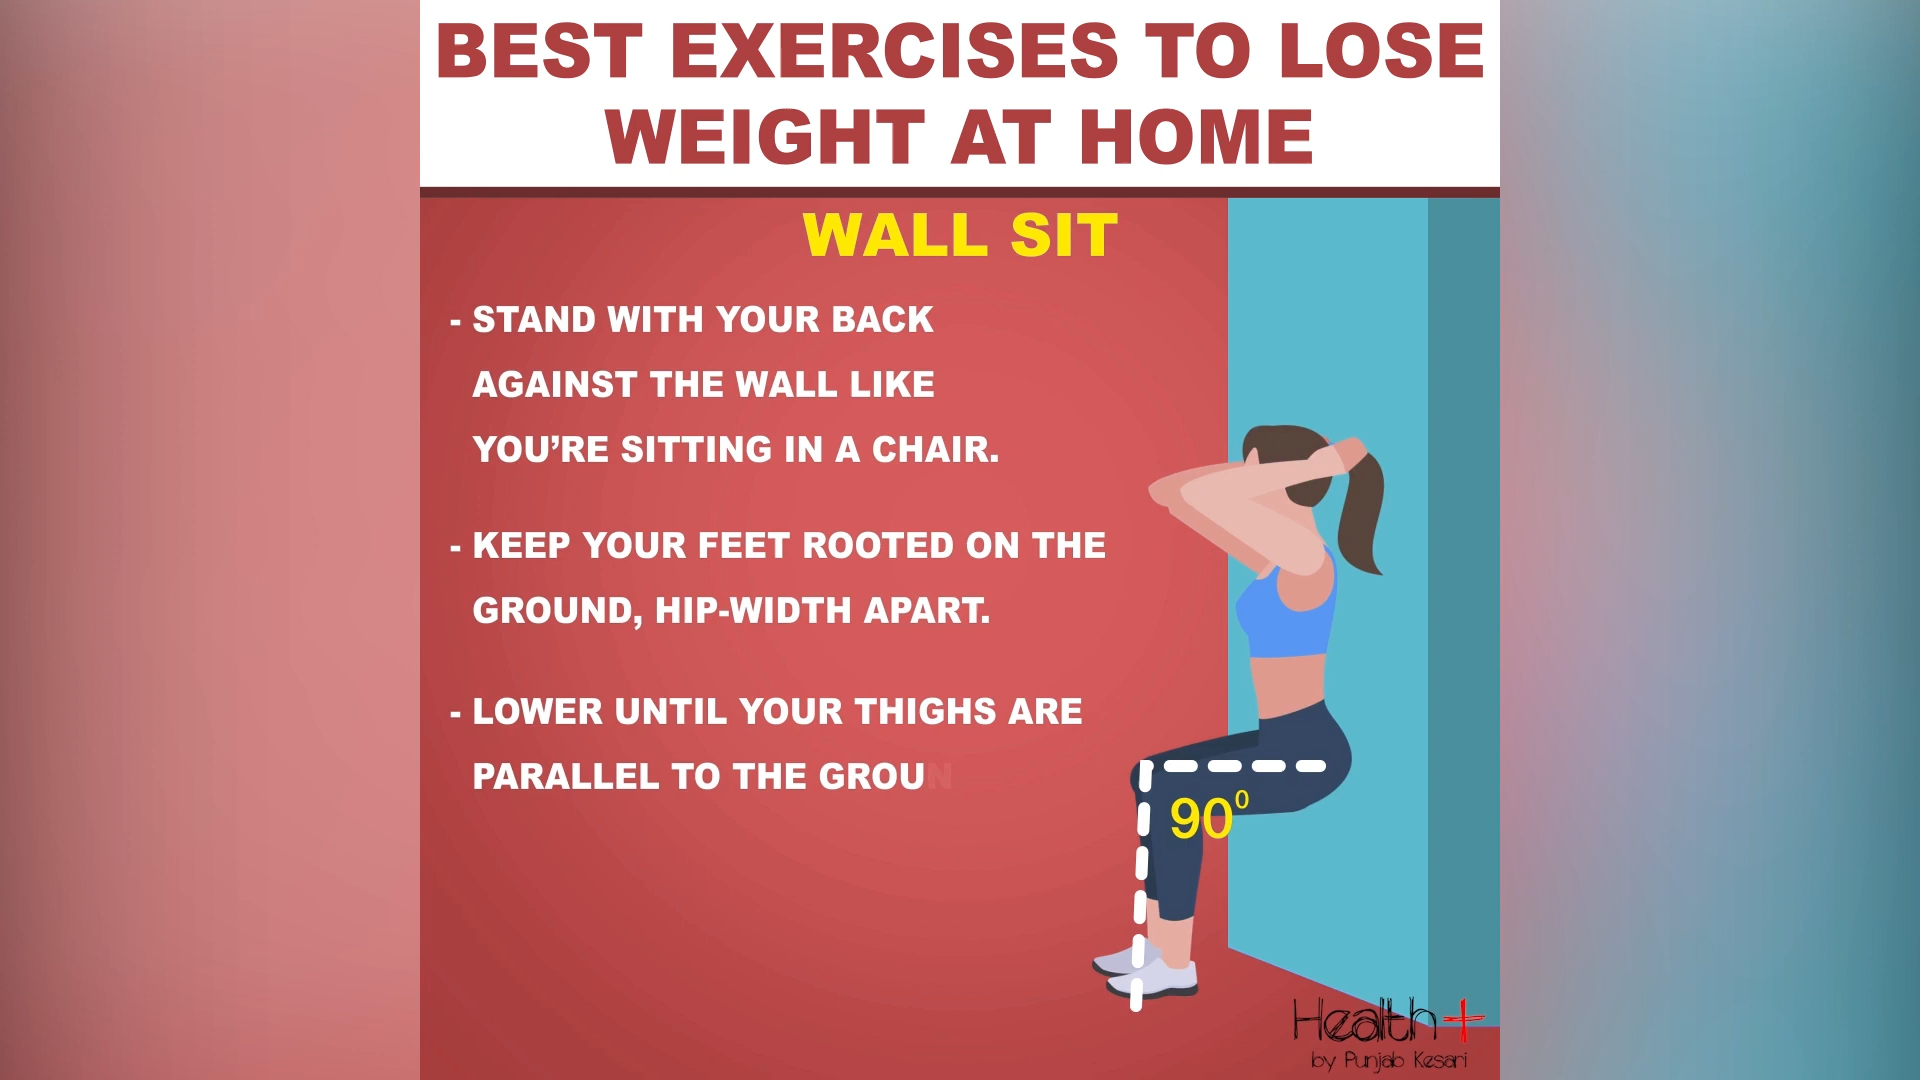 BEST EXERCISES TO LOSE
WEIGHT AT HOME
WALL SIT
- STAND WITH YOUR BACK
AGAINST THE WALL LIKE
YOU’RE SITTING IN A CHAIR.
- KEEP YOUR FEET ROOTED ON THE
GROUND, HIP-WIDTH APART.
- LOWER UNTIL YOUR THIGHS ARE
PARALLEL TO THE GROUN
90⁰
Health+
by Punjab Kesari